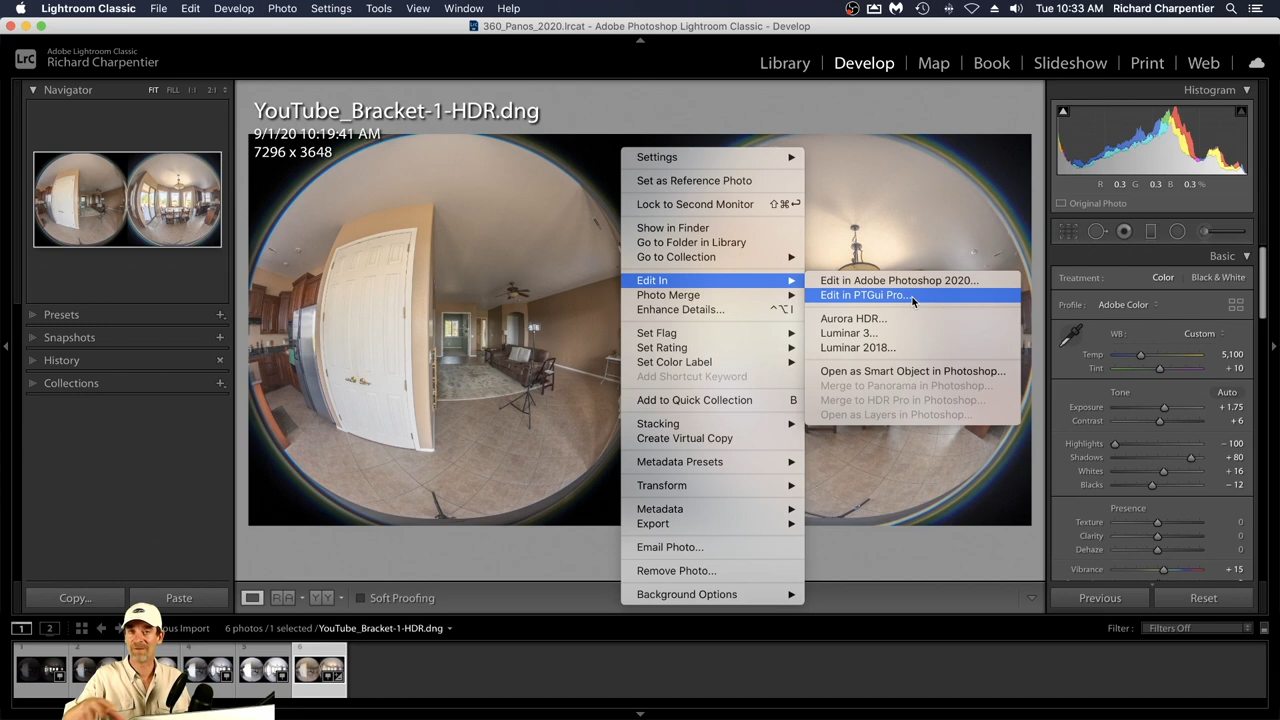 Lightroom Classic File Edit Develop Photo Settings Tools View Window Help Tue 10:33 AM Richard Charpentier
360_Panos_2020.lrcat - Adobe Photoshop Lightroom Classic - Develop
Lrc
Adobe Lightroom Classic
Richard Charpentier
Library Develop Map Book Slideshow Print Web
Navigator FIT FILL 1:1 2:1
Presets
Snapshots
History
Collections
Copy... Paste
YouTube_Bracket-1-HDR.dng
9/1/20 10:19:41 AM
7296 x 3648
Settings
Set as Reference Photo
Lock to Second Monitor ⇧⌘↩
Show in Finder
Go to Folder in Library
Go to Collection
Edit In
Photo Merge
Enhance Details... ^⌥I
Set Flag
Set Rating
Set Color Label
Add Shortcut Keyword
Add to Quick Collection B
Stacking
Create Virtual Copy
Metadata Presets
Transform
Metadata
Export
Email Photo...
Remove Photo...
Background Options
Edit in Adobe Photoshop 2020...
Edit in PTGui Pro...
Aurora HDR...
Luminar 3...
Luminar 2018...
Open as Smart Object in Photoshop...
Merge to Panorama in Photoshop...
Merge to HDR Pro in Photoshop...
Open as Layers in Photoshop...
Histogram
R 0.3 G 0.3 B 0.3 %
Original Photo
Basic
Treatment: Color Black & White
Profile: Adobe Color
WB: Custom
Temp 5,100
Tint + 10
Tone Auto
Exposure + 1.75
Contrast + 6
Highlights − 100
Shadows + 80
Whites + 16
Blacks − 12
Presence
Texture 0
Clarity 0
Dehaze 0
Vibrance + 15
Previous Reset
RA YY Soft Proofing
1 2 Import 6 photos /1 selected /YouTube_Bracket-1-HDR.dng Filter: Filters Off
1 2 4 5 6